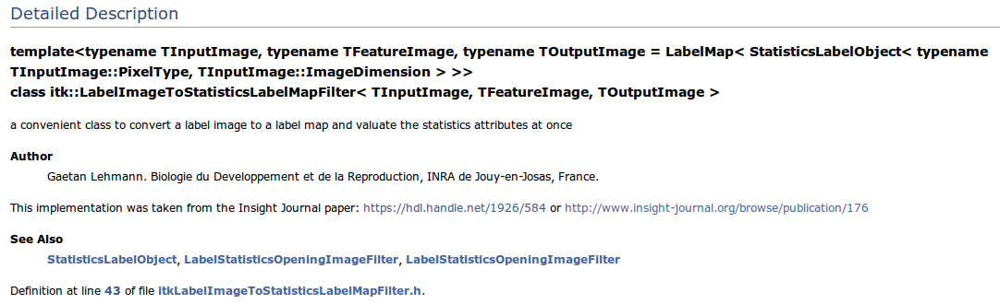 Detailed Description
template<typename TInputImage, typename TFeatureImage, typename TOutputImage = LabelMap< StatisticsLabelObject< typename
TInputImage::PixelType, TInputImage::ImageDimension > >>
class itk::LabelImageToStatisticsLabelMapFilter< TInputImage, TFeatureImage, TOutputImage >
a convenient class to convert a label image to a label map and valuate the statistics attributes at once
Author
Gaetan Lehmann. Biologie du Developpement et de la Reproduction, INRA de Jouy-en-Josas, France.
This implementation was taken from the Insight Journal paper: https://hdl.handle.net/1926/584 or http://www.insight-journal.org/browse/publication/176
See Also
StatisticsLabelObject, LabelStatisticsOpeningImageFilter, LabelStatisticsOpeningImageFilter
Definition at line 43 of file itkLabelImageToStatisticsLabelMapFilter.h.